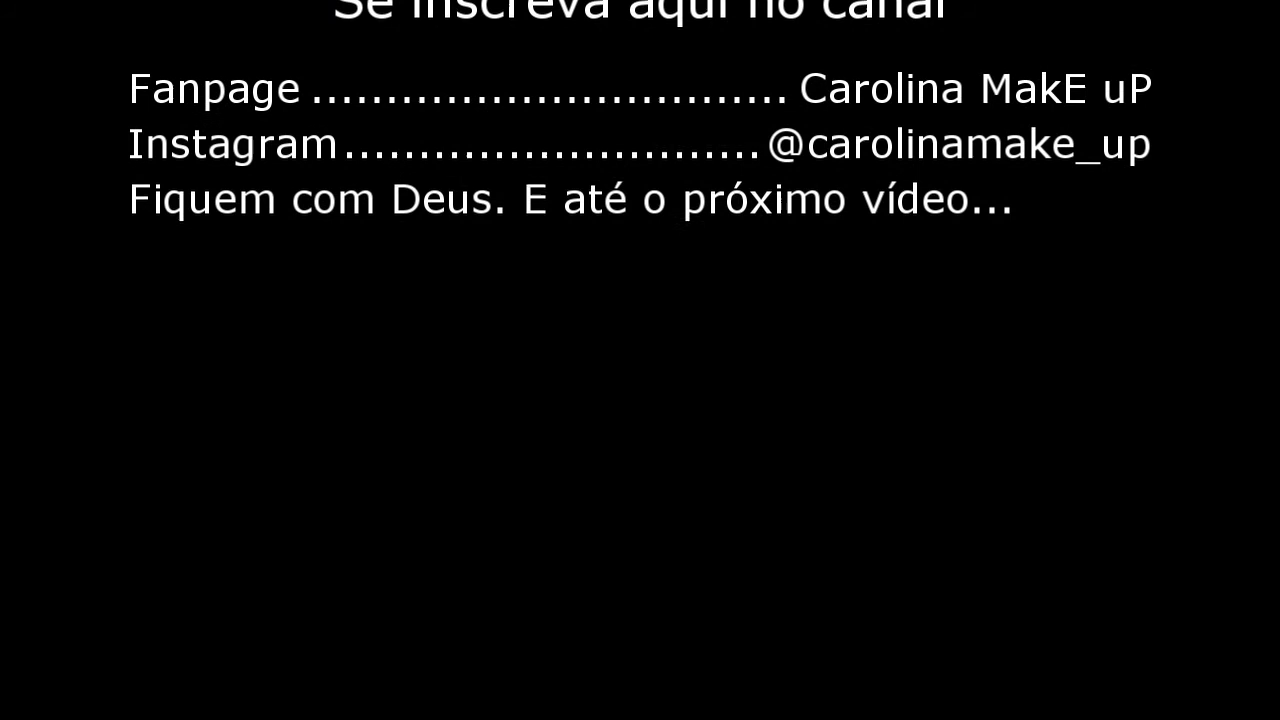 Se inscreva aqui no canal
Fanpage ................................ Carolina MakE uP
Instagram............................@carolinamake_up
Fiquem com Deus. E até o próximo vídeo...